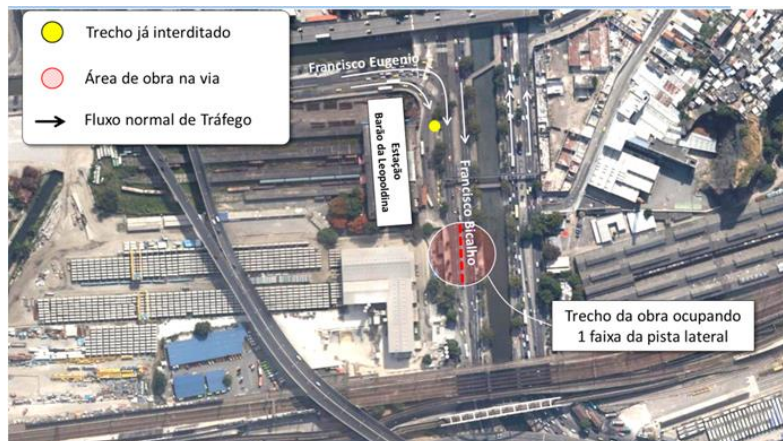 Trecho já interditado
Área de obra na via
Fluxo normal de Tráfego
Francisco Eugenio
Estação
Barão da Leopoldina
Francisco Bicalho
Trecho da obra ocupando
1 faixa da pista lateral